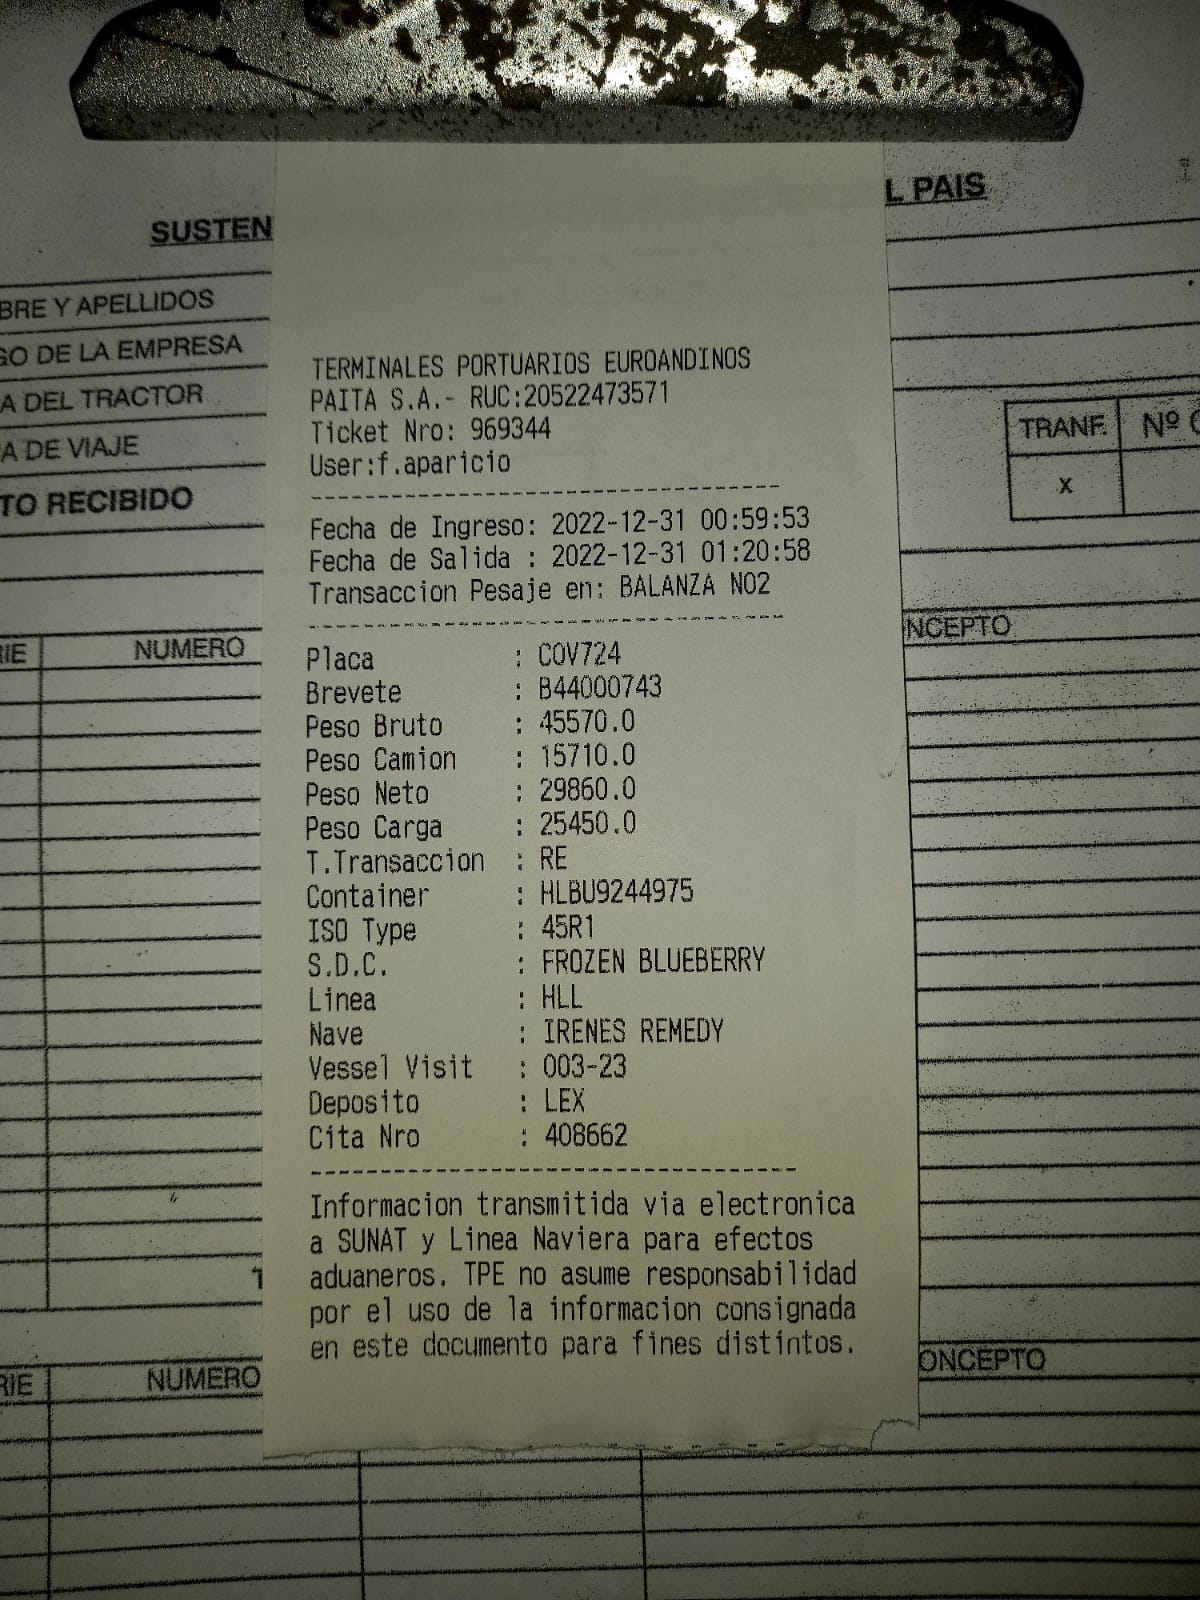 L PAIS
SUSTEN
BRE Y APELLIDOS
GO DE LA EMPRESA
A DEL TRACTOR
A DE VIAJE
TO RECIBIDO
TRANF. Nº
X
RIE NUMERO
NCEPTO
TERMINALES PORTUARIOS EUROANDINOS
PAITA S.A.- RUC:20522473571
Ticket Nro: 969344
User:f.aparicio
--------------------------------
Fecha de Ingreso: 2022-12-31 00:59:53
Fecha de Salida : 2022-12-31 01:20:58
Transaccion Pesaje en: BALANZA NO2
--------------------------------
Placa : COV724
Brevete : B44000743
Peso Bruto : 45570.0
Peso Camion : 15710.0
Peso Neto : 29860.0
Peso Carga : 25450.0
T.Transaccion : RE
Container : HLBU9244975
ISO Type : 45R1
S.D.C. : FROZEN BLUEBERRY
Linea : HLL
Nave : IRENES REMEDY
Vessel Visit : 003-23
Deposito : LEX
Cita Nro : 408662
--------------------------------
Informacion transmitida via electronica
a SUNAT y Linea Naviera para efectos
aduaneros. TPE no asume responsabilidad
por el uso de la informacion consignada
en este documento para fines distintos.
RIE NUMERO
ONCEPTO